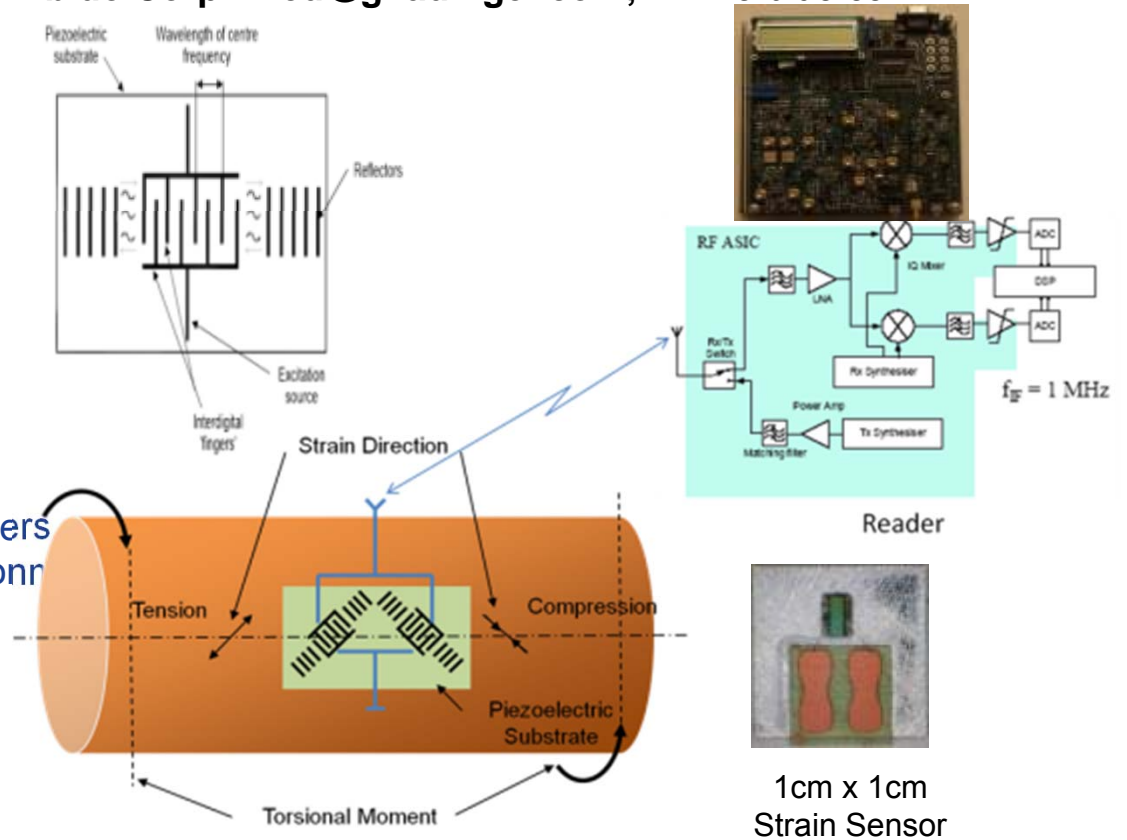 Piezoelectric
substrate
Wavelength of centre
frequency
Reflectors
Excitation
source
Interdigital
'fingers'
RF ASIC
IQ Mixer
LNA
ADC
DSP
ADC
Rx/Tx
Switch
Rx Synthesiser
Power Amp
Tx Synthesiser
Matching filter
f_IF = 1 MHz
Reader
Strain Direction
Tension
Compression
Piezoelectric
Substrate
Torsional Moment
ers
1cm x 1cm
Strain Sensor